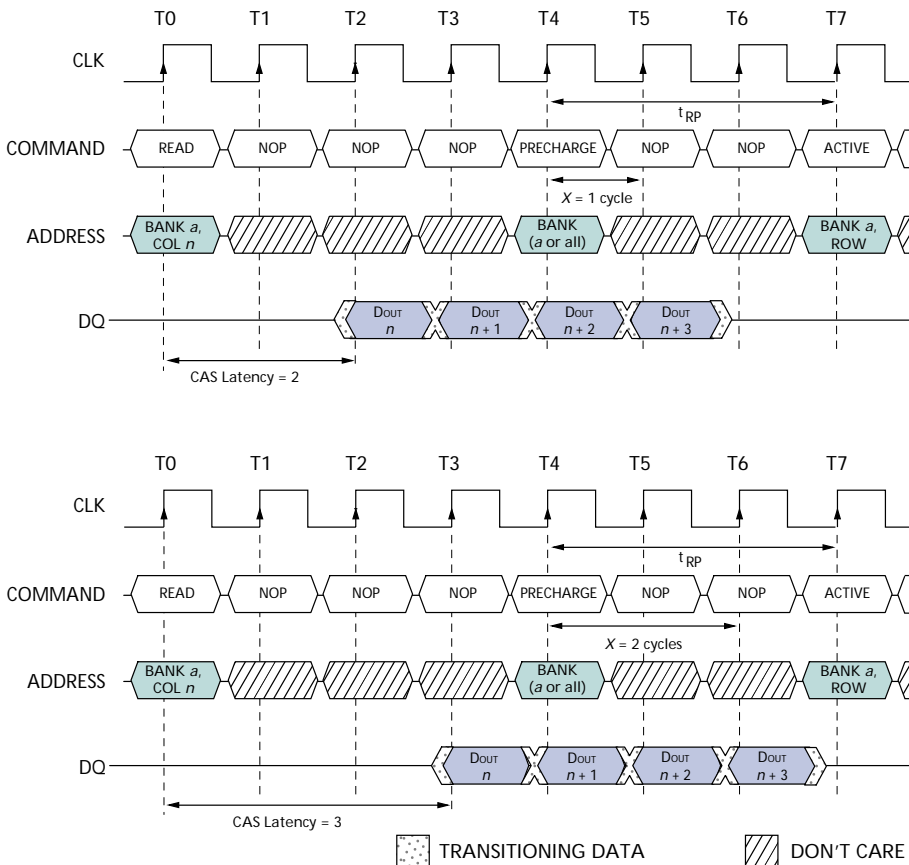 T0 T1 T2 T3 T4 T5 T6 T7
CLK
tRP
COMMAND READ NOP NOP NOP PRECHARGE NOP NOP ACTIVE
X = 1 cycle
ADDRESS BANK a, COL n BANK (a or all) BANK a, ROW
DQ DOUT n DOUT n + 1 DOUT n + 2 DOUT n + 3
CAS Latency = 2
T0 T1 T2 T3 T4 T5 T6 T7
CLK
tRP
COMMAND READ NOP NOP NOP PRECHARGE NOP NOP ACTIVE
X = 2 cycles
ADDRESS BANK a, COL n BANK (a or all) BANK a, ROW
DQ DOUT n DOUT n + 1 DOUT n + 2 DOUT n + 3
CAS Latency = 3
TRANSITIONING DATA DON'T CARE